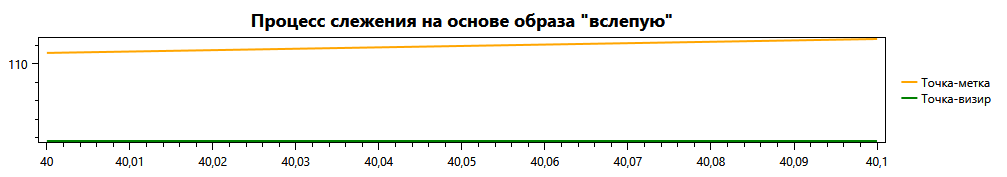 Процесс слежения на основе образа "вслепую"
110
Точка-метка
Точка-визир
40 40,01 40,02 40,03 40,04 40,05 40,06 40,07 40,08 40,09 40,1